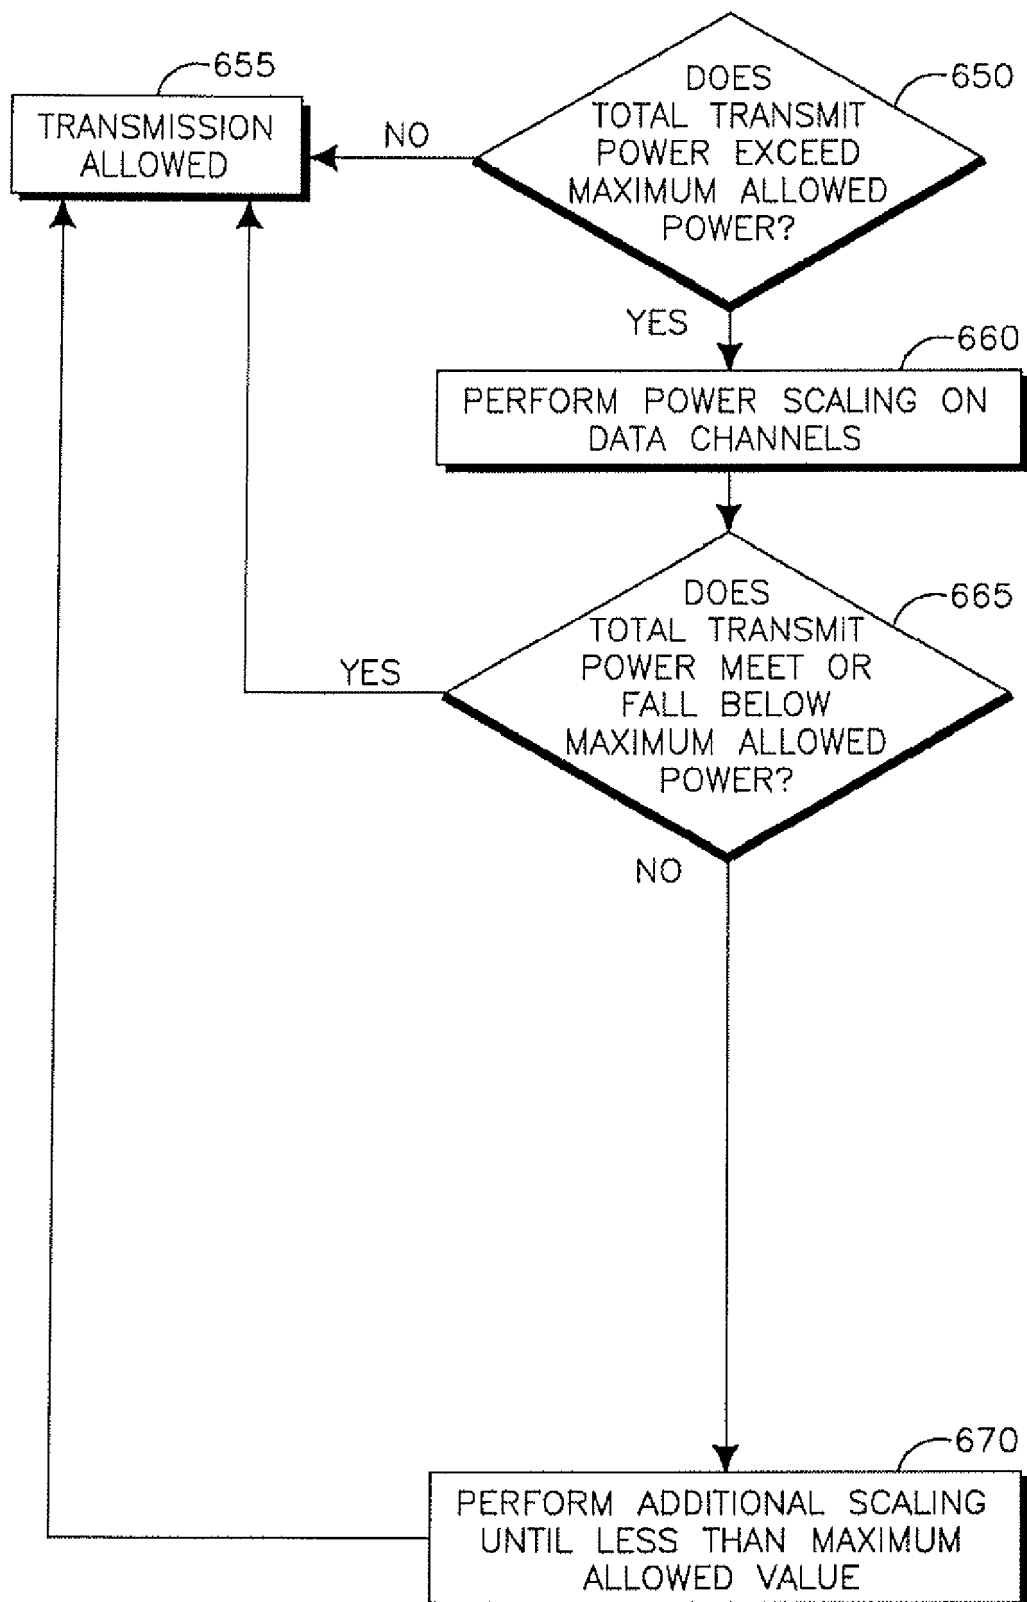 655
TRANSMISSION
ALLOWED
NO
DOES
TOTAL TRANSMIT
POWER EXCEED
MAXIMUM ALLOWED
POWER?
650
YES
660
PERFORM POWER SCALING ON
DATA CHANNELS
DOES
TOTAL TRANSMIT
POWER MEET OR
FALL BELOW
MAXIMUM ALLOWED
POWER?
665
YES
NO
670
PERFORM ADDITIONAL SCALING
UNTIL LESS THAN MAXIMUM
ALLOWED VALUE